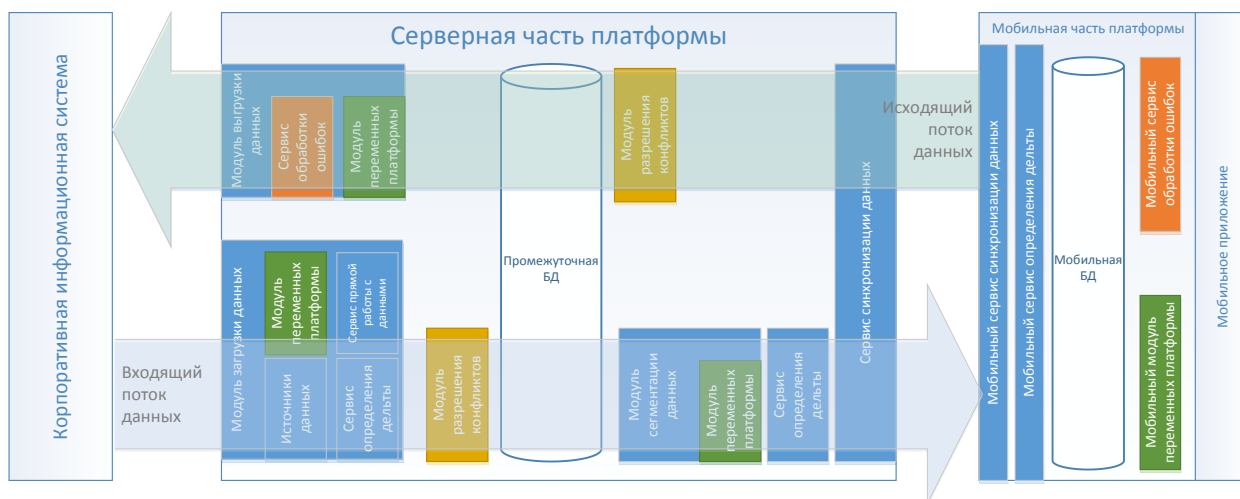 Корпоративная информационная система
Серверная часть платформы
Модуль выгрузки
данных
Сервис
обработки
ошибок
Модуль
переменных
платформы
Модуль
разрешения
конфликтов
Исходящий
поток
данных
Промежуточная
БД
Сервис синхронизации данных
Входящий
поток
данных
Модуль загрузки данных
Модуль
переменных
платформы
Сервис прямой
работы с
данными
Источники
данных
Сервис
определения
дельты
Модуль
разрешения
конфликтов
Модуль
сегментации
данных
Модуль
переменных
платформы
Сервис
определения
дельты
Мобильная часть платформы
Мобильный сервис синхронизации данных
Мобильный сервис определения дельты
Мобильная
БД
Мобильный сервис
обработки ошибок
Мобильный модуль
переменных платформы
Мобильное приложение